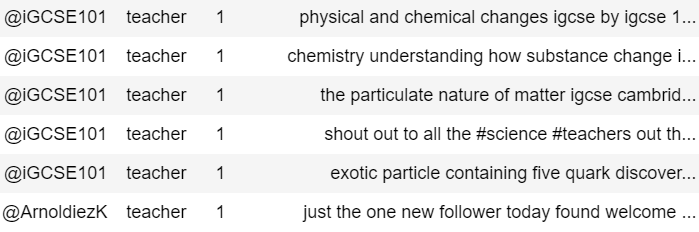 @iGCSE101 teacher 1 physical and chemical changes igcse by igcse 1...
@iGCSE101 teacher 1 chemistry understanding how substance change i...
@iGCSE101 teacher 1 the particulate nature of matter igcse cambrid...
@iGCSE101 teacher 1 shout out to all the #science #teachers out th...
@iGCSE101 teacher 1 exotic particle containing five quark discover...
@ArnoldiezK teacher 1 just the one new follower today found welcome ...